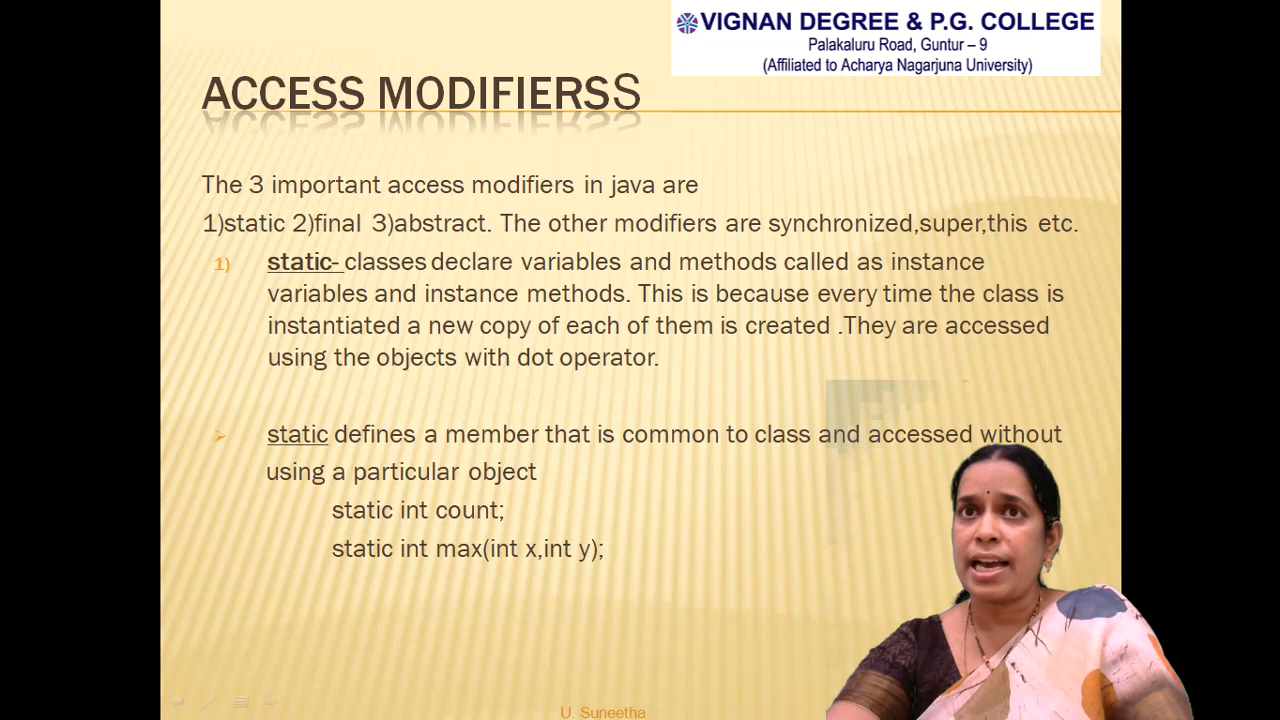 VIGNAN DEGREE & P.G. COLLEGE
Palakaluru Road, Guntur – 9
(Affiliated to Acharya Nagarjuna University)
ACCESS MODIFIERSS
The 3 important access modifiers in java are
1)static 2)final 3)abstract. The other modifiers are synchronized,super,this etc.
1) static- classes declare variables and methods called as instance
variables and instance methods. This is because every time the class is
instantiated a new copy of each of them is created .They are accessed
using the objects with dot operator.
static defines a member that is common to class and accessed without
using a particular object
static int count;
static int max(int x,int y);
U. Suneetha